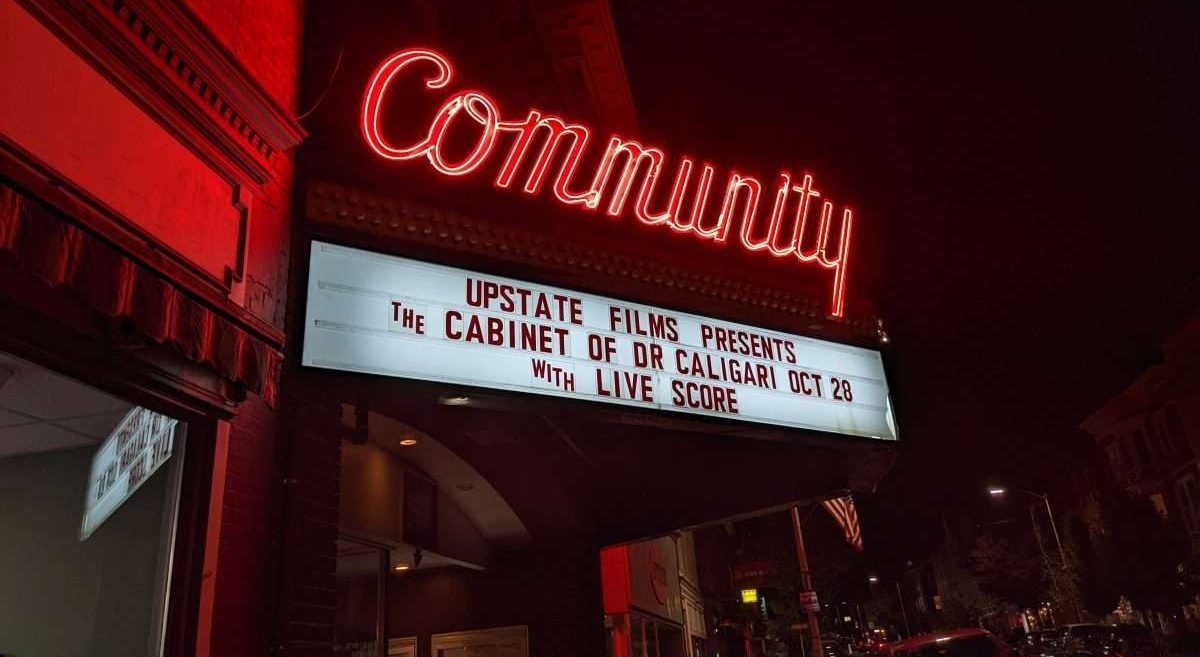 Community
UPSTATE FILMS PRESENTS
THE CABINET OF DR CALIGARI OCT 28
WITH LIVE SCORE